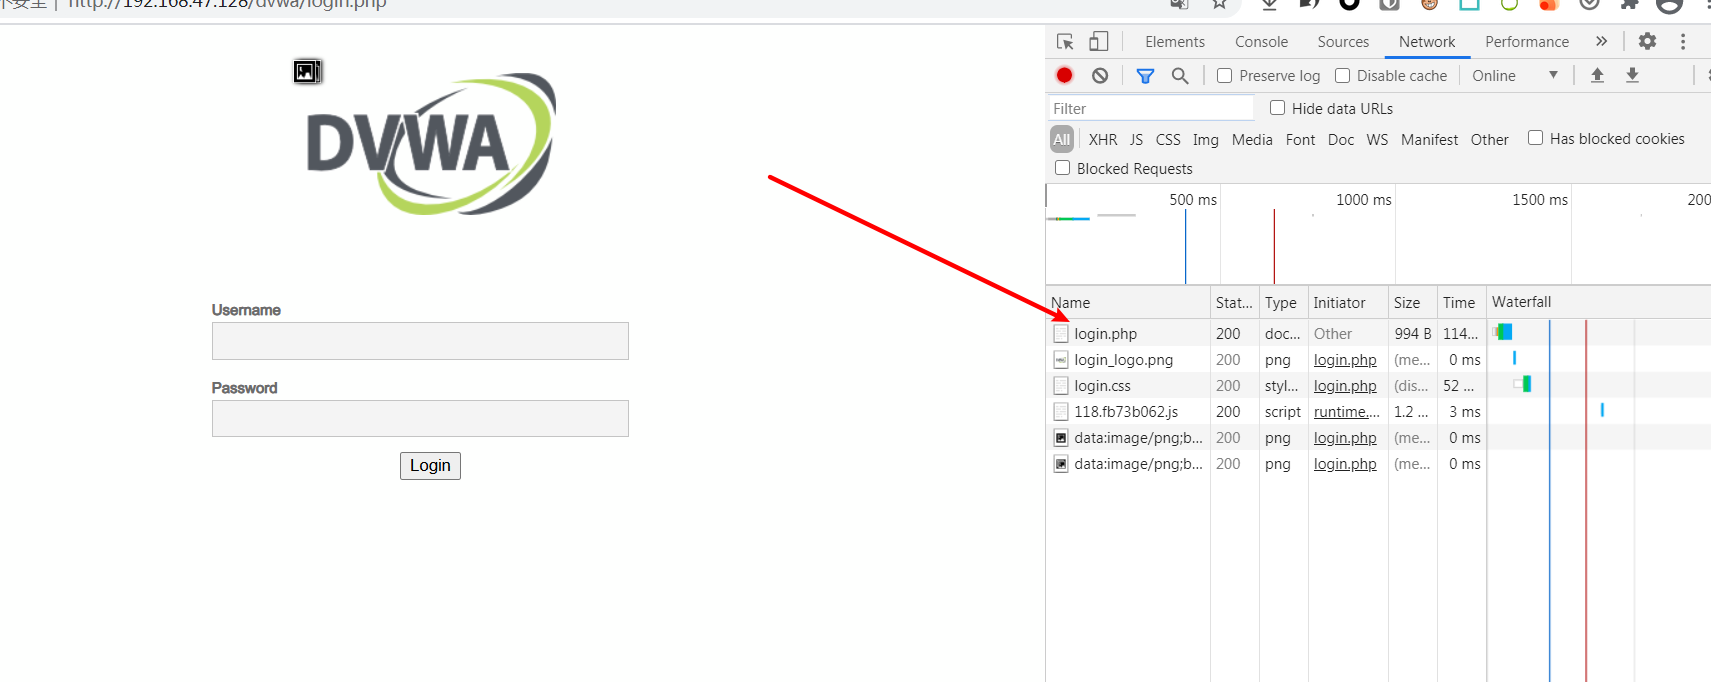 不安全 | http://192.168.47.128/dvwa/login.php
DVWA
Username
Password
Login
Elements Console Sources Network Performance »
Preserve log Disable cache Online
Filter Hide data URLs
All XHR JS CSS Img Media Font Doc WS Manifest Other Has blocked cookies
Blocked Requests
500 ms 1000 ms 1500 ms 200
Name Stat... Type Initiator Size Time Waterfall
login.php 200 doc... Other 994 B 114...
login_logo.png 200 png login.php (me... 0 ms
login.css 200 styl... login.php (dis... 52 ...
118.fb73b062.js 200 script runtime.... 1.2 ... 3 ms
data:image/png;b... 200 png login.php (me... 0 ms
data:image/png;b... 200 png login.php (me... 0 ms